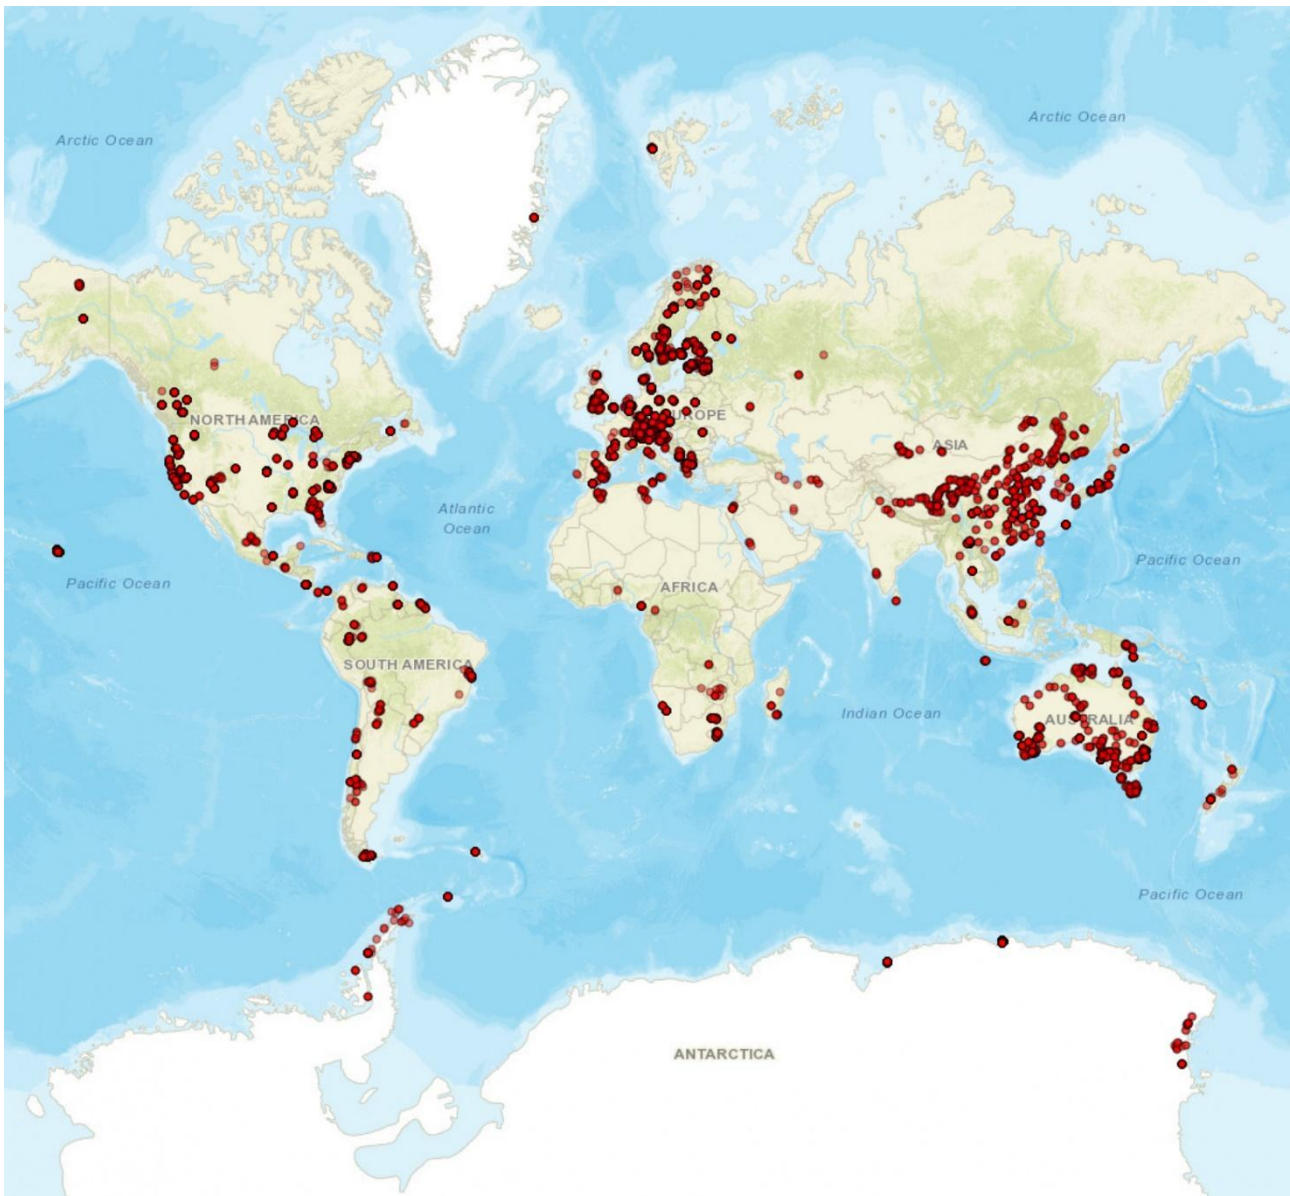 Arctic Ocean
Arctic Ocean
NORTH AMERICA
EUROPE
ASIA
Atlantic
Ocean
Pacific Ocean
Pacific Ocean
AFRICA
SOUTH AMERICA
Indian Ocean
AUSTRALIA
Pacific Ocean
ANTARCTICA